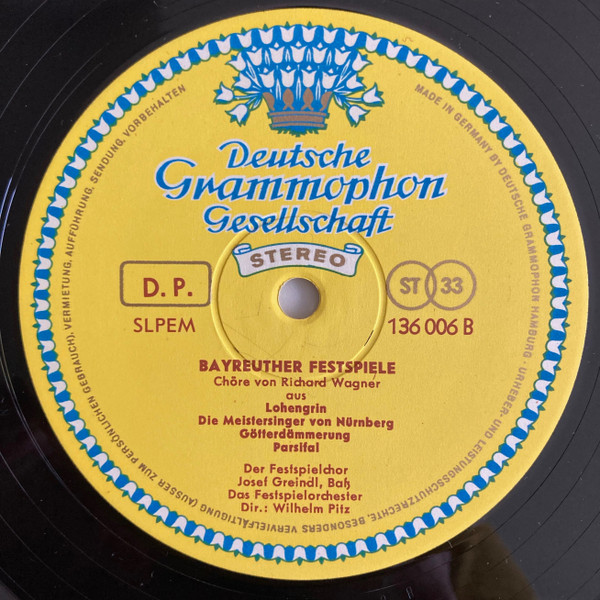 Deutsche
Grammophon
Gesellschaft
STEREO
D. P.
ST 33
SLPEM
136 006 B
BAYREUTHER FESTSPIELE
Chöre von Richard Wagner
aus
Lohengrin
Die Meistersinger von Nürnberg
Götterdämmerung
Parsifal
Der Festspielchor
Josef Greindl, Baß
Das Festspielorchester
Dir.: Wilhelm Pitz
MADE IN GERMANY BY DEUTSCHE GRAMMOPHON HAMBURG · URHEBER- UND LEISTUNGSSCHUTZRECHTE, BESONDERS VERVIELFÄLTIGUNG (AUSSER ZUM PERSÖNLICHEN GEBRAUCH), VERMIETUNG, AUFFÜHRUNG, SENDUNG, VORBEHALTEN